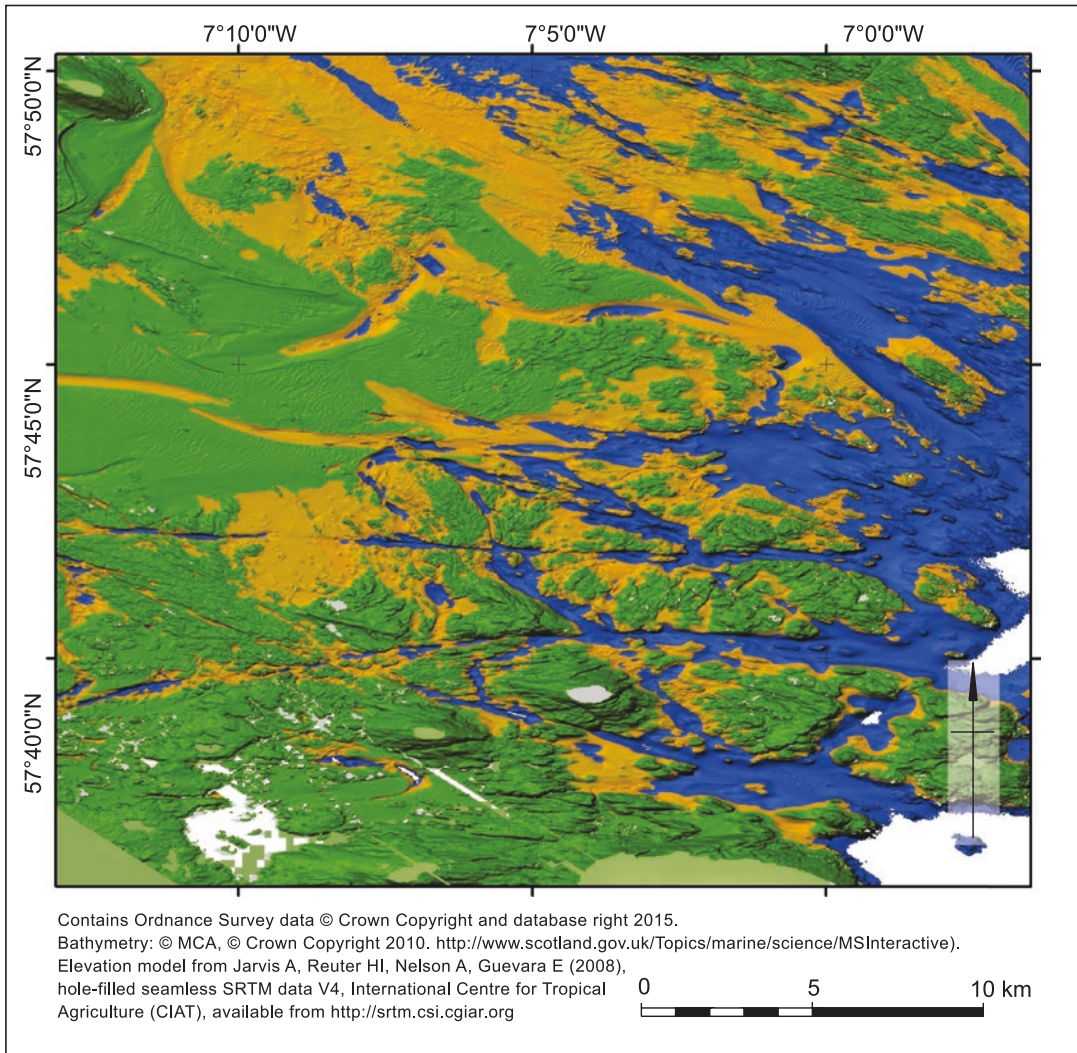 7°10'0"W 7°5'0"W 7°0'0"W
57°50'0"N
57°45'0"N
57°40'0"N
Contains Ordnance Survey data © Crown Copyright and database right 2015.
Bathymetry: © MCA, © Crown Copyright 2010. http://www.scotland.gov.uk/Topics/marine/science/MSInteractive).
Elevation model from Jarvis A, Reuter HI, Nelson A, Guevara E (2008),
hole-filled seamless SRTM data V4, International Centre for Tropical
Agriculture (CIAT), available from http://srtm.csi.cgiar.org
0 5 10 km